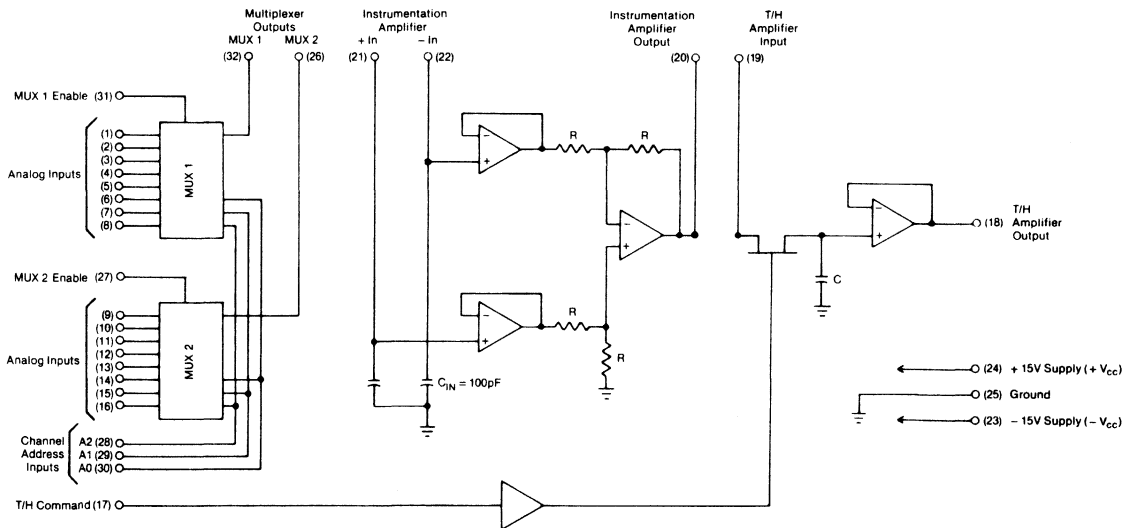 Multiplexer Outputs
MUX 1 MUX 2
(32) (26)
Instrumentation Amplifier
+ In – In
(21) (22)
Instrumentation Amplifier Output
(20)
T/H Amplifier Input
(19)
MUX 1 Enable (31)
Analog Inputs
(1)
(2)
(3)
(4)
(5)
(6)
(7)
(8)
MUX 1
MUX 2 Enable (27)
Analog Inputs
(9)
(10)
(11)
(12)
(13)
(14)
(15)
(16)
MUX 2
Channel Address Inputs
A2 (28)
A1 (29)
A0 (30)
T/H Command (17)
–
+
R
R
–
+
–
+
R
R
C_IN = 100pF
–
+
C
(18) T/H Amplifier Output
(24) + 15V Supply (+ V_CC)
(25) Ground
(23) – 15V Supply (– V_CC)